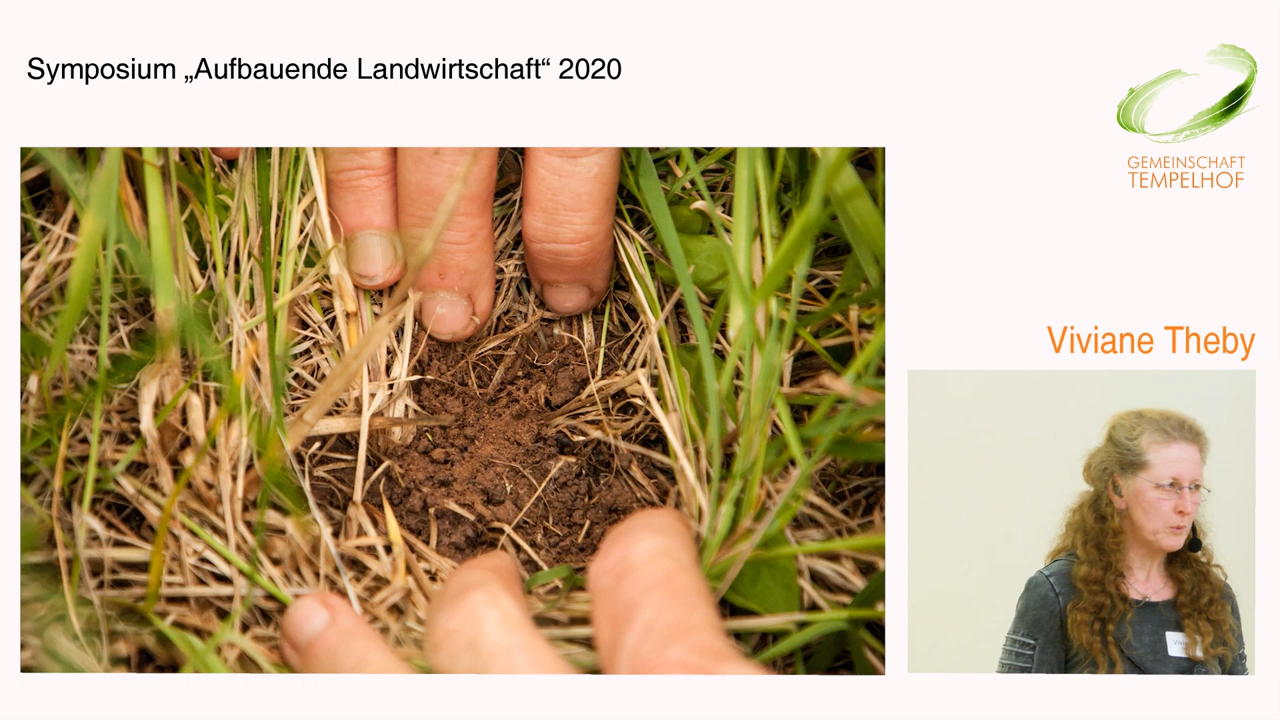 Symposium „Aufbauende Landwirtschaft“ 2020
GEMEINSCHAFT
TEMPELHOF
Viviane Theby